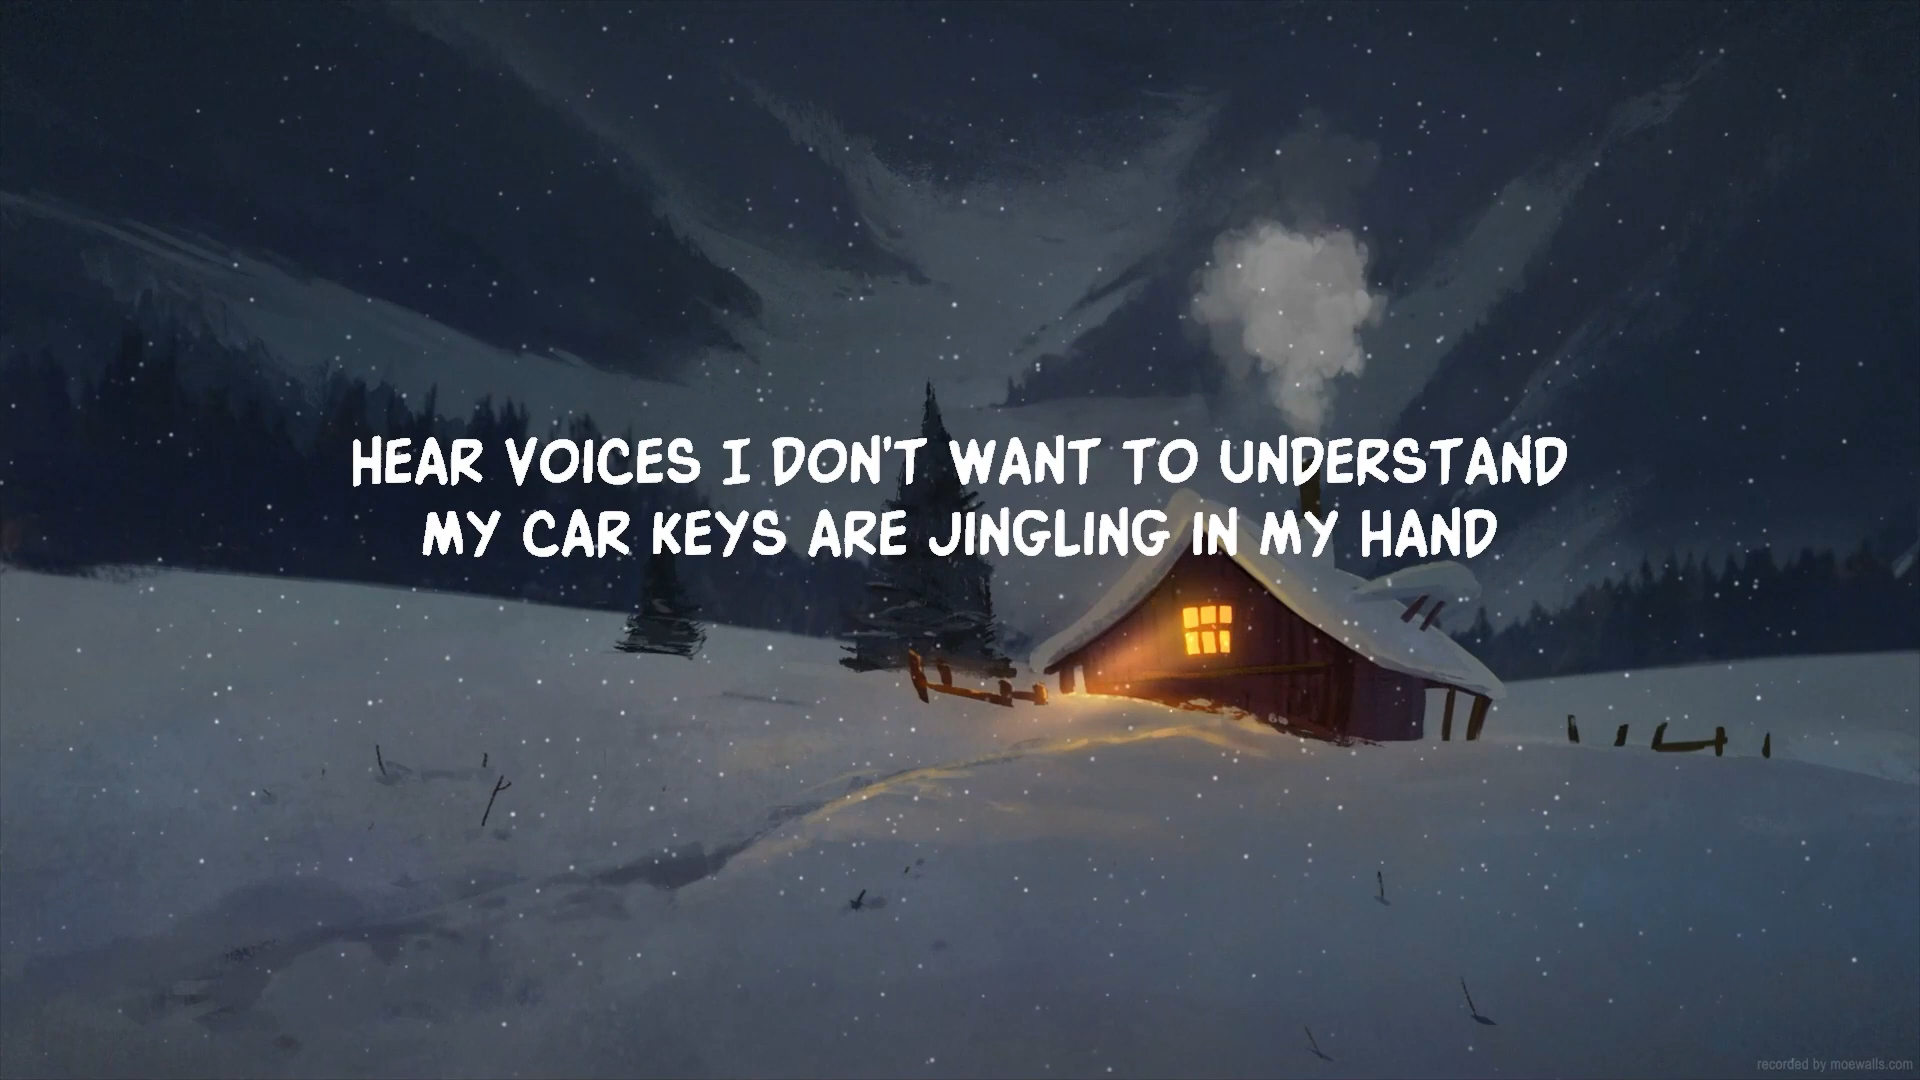 HEAR VOICES I DON'T WANT TO UNDERSTAND
MY CAR KEYS ARE JINGLING IN MY HAND
recorded by moewalls.com